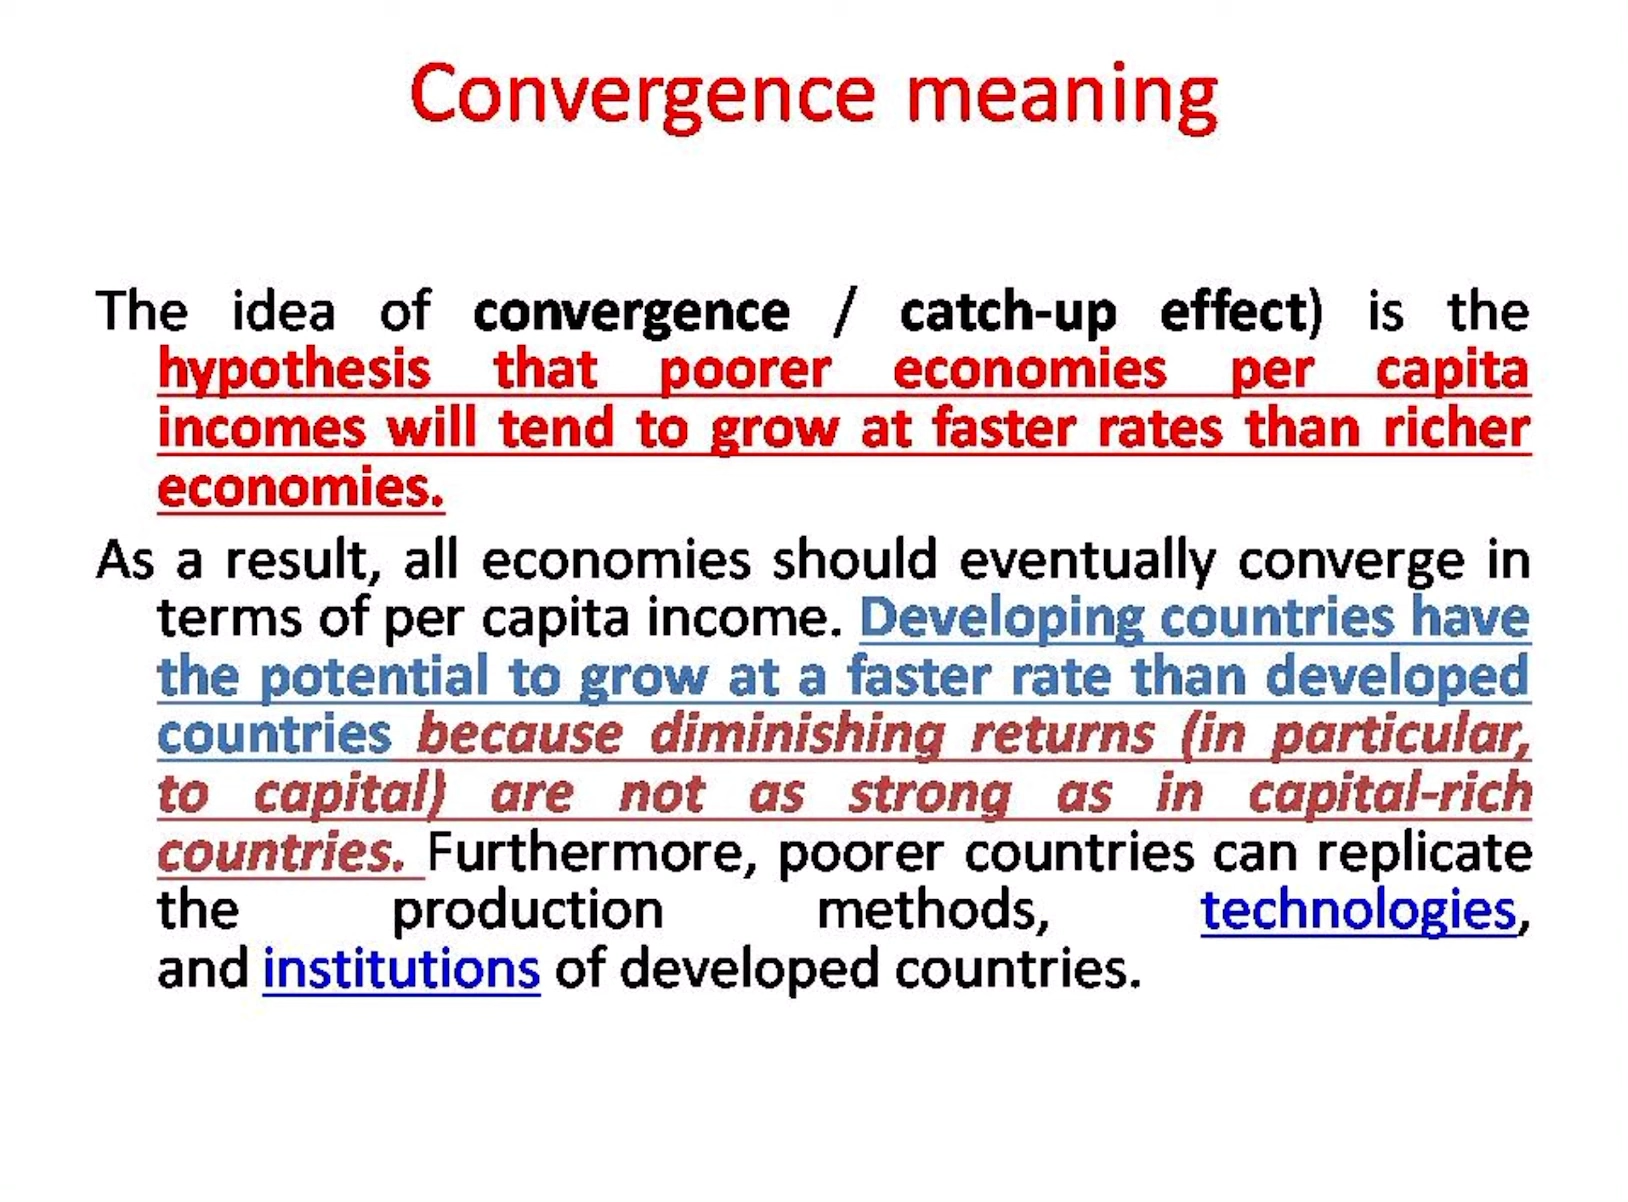 Convergence meaning
The idea of convergence / catch-up effect) is the
hypothesis that poorer economies per capita
incomes will tend to grow at faster rates than richer
economies.
As a result, all economies should eventually converge in
terms of per capita income. Developing countries have
the potential to grow at a faster rate than developed
countries because diminishing returns (in particular,
to capital) are not as strong as in capital-rich
countries. Furthermore, poorer countries can replicate
the production methods, technologies,
and institutions of developed countries.